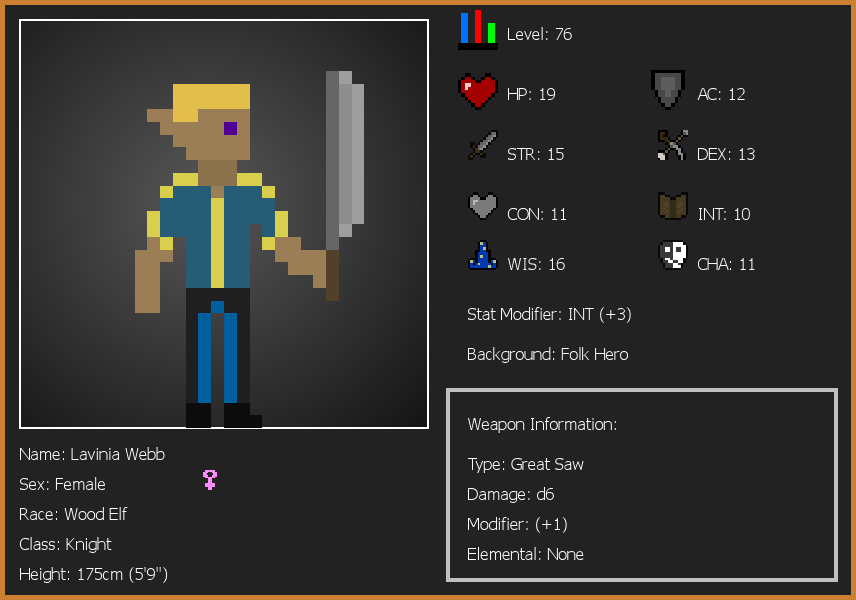 Level: 76
HP: 19
AC: 12
STR: 15
DEX: 13
CON: 11
INT: 10
WIS: 16
CHA: 11
Stat Modifier: INT (+3)
Background: Folk Hero
Weapon Information:
Type: Great Saw
Damage: d6
Modifier: (+1)
Elemental: None
Name: Lavinia Webb
Sex: Female
Race: Wood Elf
Class: Knight
Height: 175cm (5'9")